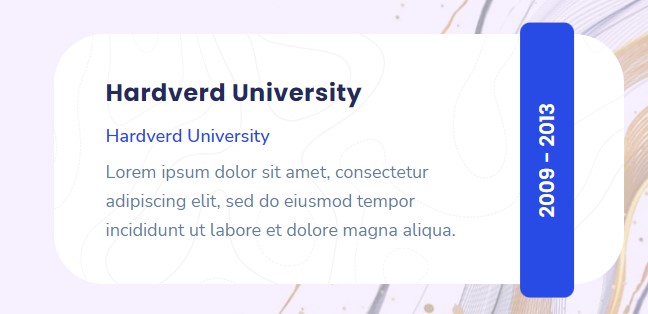 Hardverd University
Hardverd University
Lorem ipsum dolor sit amet, consectetur
adipiscing elit, sed do eiusmod tempor
incididunt ut labore et dolore magna aliqua.
2009 - 2013